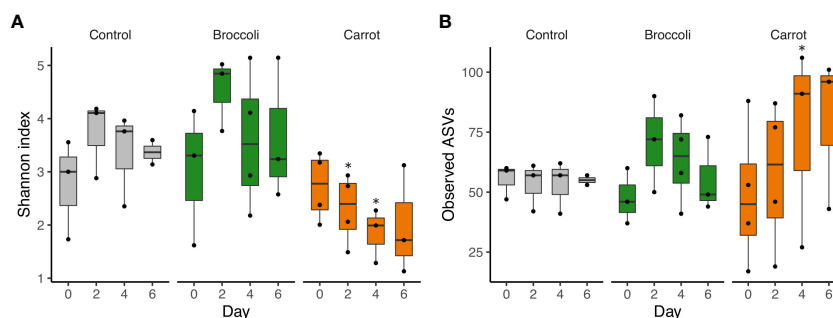 A
Control Broccoli Carrot
Shannon index
5
4
3
2
1
* *
0 2 4 6 0 2 4 6 0 2 4 6
Day
B
Control Broccoli Carrot
Observed ASVs
100
75
50
25
*
0 2 4 6 0 2 4 6 0 2 4 6
Day